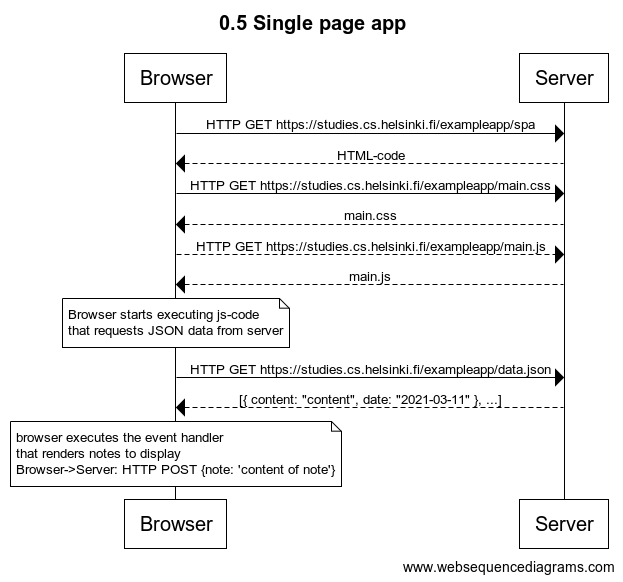 0.5 Single page app
Browser
Server
HTTP GET https://studies.cs.helsinki.fi/exampleapp/spa
HTML-code
HTTP GET https://studies.cs.helsinki.fi/exampleapp/main.css
main.css
HTTP GET https://studies.cs.helsinki.fi/exampleapp/main.js
main.js
Browser starts executing js-code
that requests JSON data from server
HTTP GET https://studies.cs.helsinki.fi/exampleapp/data.json
[{ content: "content", date: "2021-03-11" }, ...]
browser executes the event handler
that renders notes to display
Browser->Server: HTTP POST {note: 'content of note'}
Browser
Server
www.websequencediagrams.com